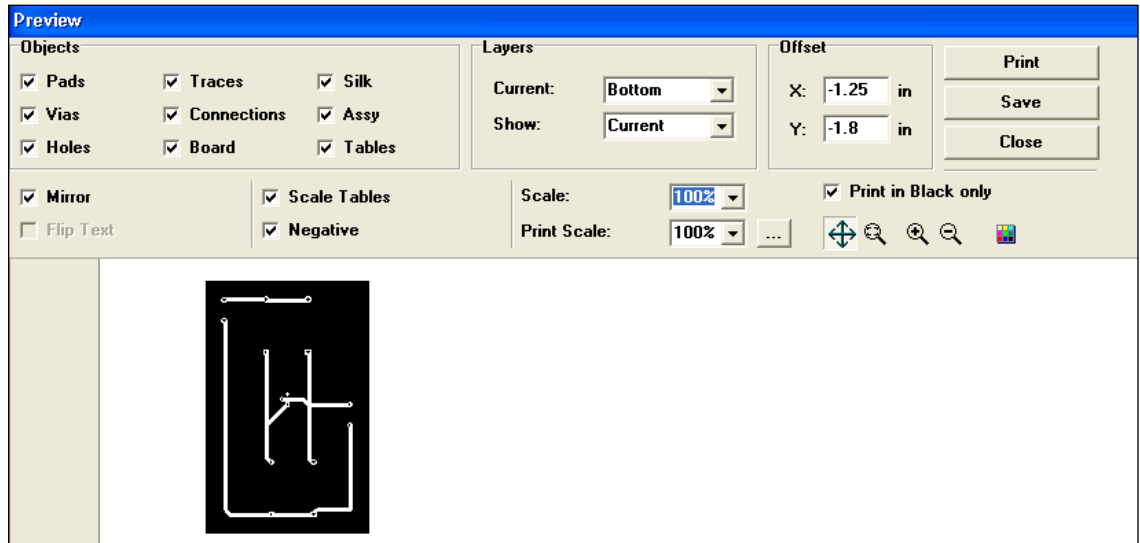 Preview
Objects
Pads Traces Silk
Vias Connections Assy
Holes Board Tables
Layers
Current: Bottom
Show: Current
Offset
X: -1.25 in
Y: -1.8 in
Print
Save
Close
Mirror
Flip Text
Scale Tables
Negative
Scale: 100%
Print Scale: 100% ...
Print in Black only